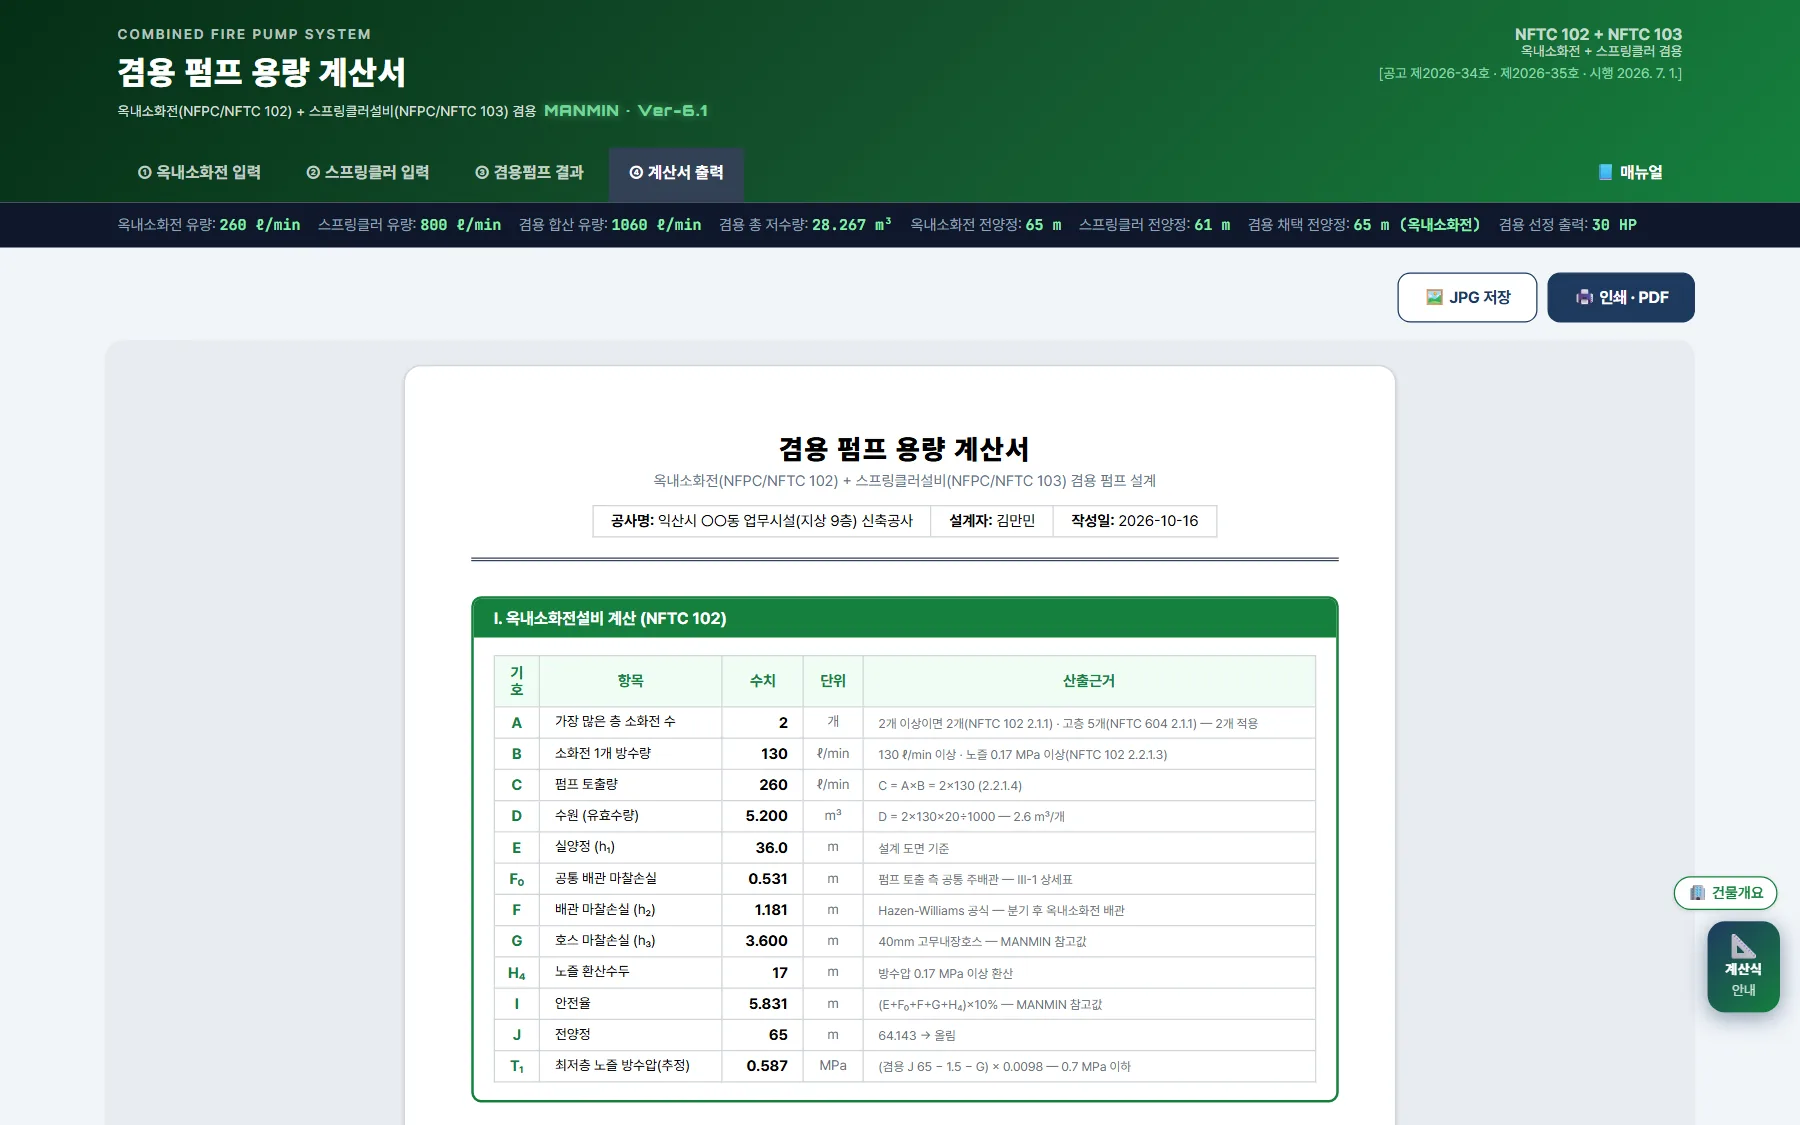 COMBINED FIRE PUMP SYSTEM
겸용 펌프 용량 계산서
옥내소화전(NFPC/NFTC 102) + 스프링클러설비(NFPC/NFTC 103) 겸용 MANMIN · Ver-6.1
NFTC 102 + NFTC 103
옥내소화전 + 스프링클러 겸용
[공고 제2026-34호 · 제2026-35호 · 시행 2026. 7. 1.]
① 옥내소화전 입력 ② 스프링클러 입력 ③ 겸용펌프 결과 ④ 계산서 출력 매뉴얼
옥내소화전 유량: 260 ℓ/min 스프링클러 유량: 800 ℓ/min 겸용 합산 유량: 1060 ℓ/min 겸용 총 저수량: 28.267 m³ 옥내소화전 전양정: 65 m 스프링클러 전양정: 61 m 겸용 채택 전양정: 65 m (옥내소화전) 겸용 선정 출력: 30 HP
JPG 저장 인쇄 · PDF
겸용 펌프 용량 계산서
옥내소화전(NFPC/NFTC 102) + 스프링클러설비(NFPC/NFTC 103) 겸용 펌프 설계
공사명: 익산시 ○○동 업무시설(지상 9층) 신축공사 설계자: 김만민 작성일: 2026-10-16
I. 옥내소화전설비 계산 (NFTC 102)
기호 항목 수치 단위 산출근거
A 가장 많은 층 소화전 수 2 개 2개 이상이면 2개(NFTC 102 2.1.1) · 고층 5개(NFTC 604 2.1.1) — 2개 적용
B 소화전 1개 방수량 130 ℓ/min 130 ℓ/min 이상 · 노즐 0.17 MPa 이상(NFTC 102 2.2.1.3)
C 펌프 토출량 260 ℓ/min C = A×B = 2×130 (2.2.1.4)
D 수원 (유효수량) 5.200 m³ D = 2×130×20÷1000 — 2.6 m³/개
E 실양정 (h₁) 36.0 m 설계 도면 기준
F₀ 공통 배관 마찰손실 0.531 m 펌프 토출 측 공통 주배관 — III-1 상세표
F 배관 마찰손실 (h₂) 1.181 m Hazen-Williams 공식 — 분기 후 옥내소화전 배관
G 호스 마찰손실 (h₃) 3.600 m 40mm 고무내장호스 — MANMIN 참고값
H₄ 노즐 환산수두 17 m 방수압 0.17 MPa 이상 환산
I 안전율 5.831 m (E+F₀+F+G+H₄)×10% — MANMIN 참고값
J 전양정 65 m 64.143 → 올림
T₁ 최저층 노즐 방수압(추정) 0.587 MPa (겸용 J 65 − 1.5 − G) × 0.0098 — 0.7 MPa 이하
건물개요
계산식
안내